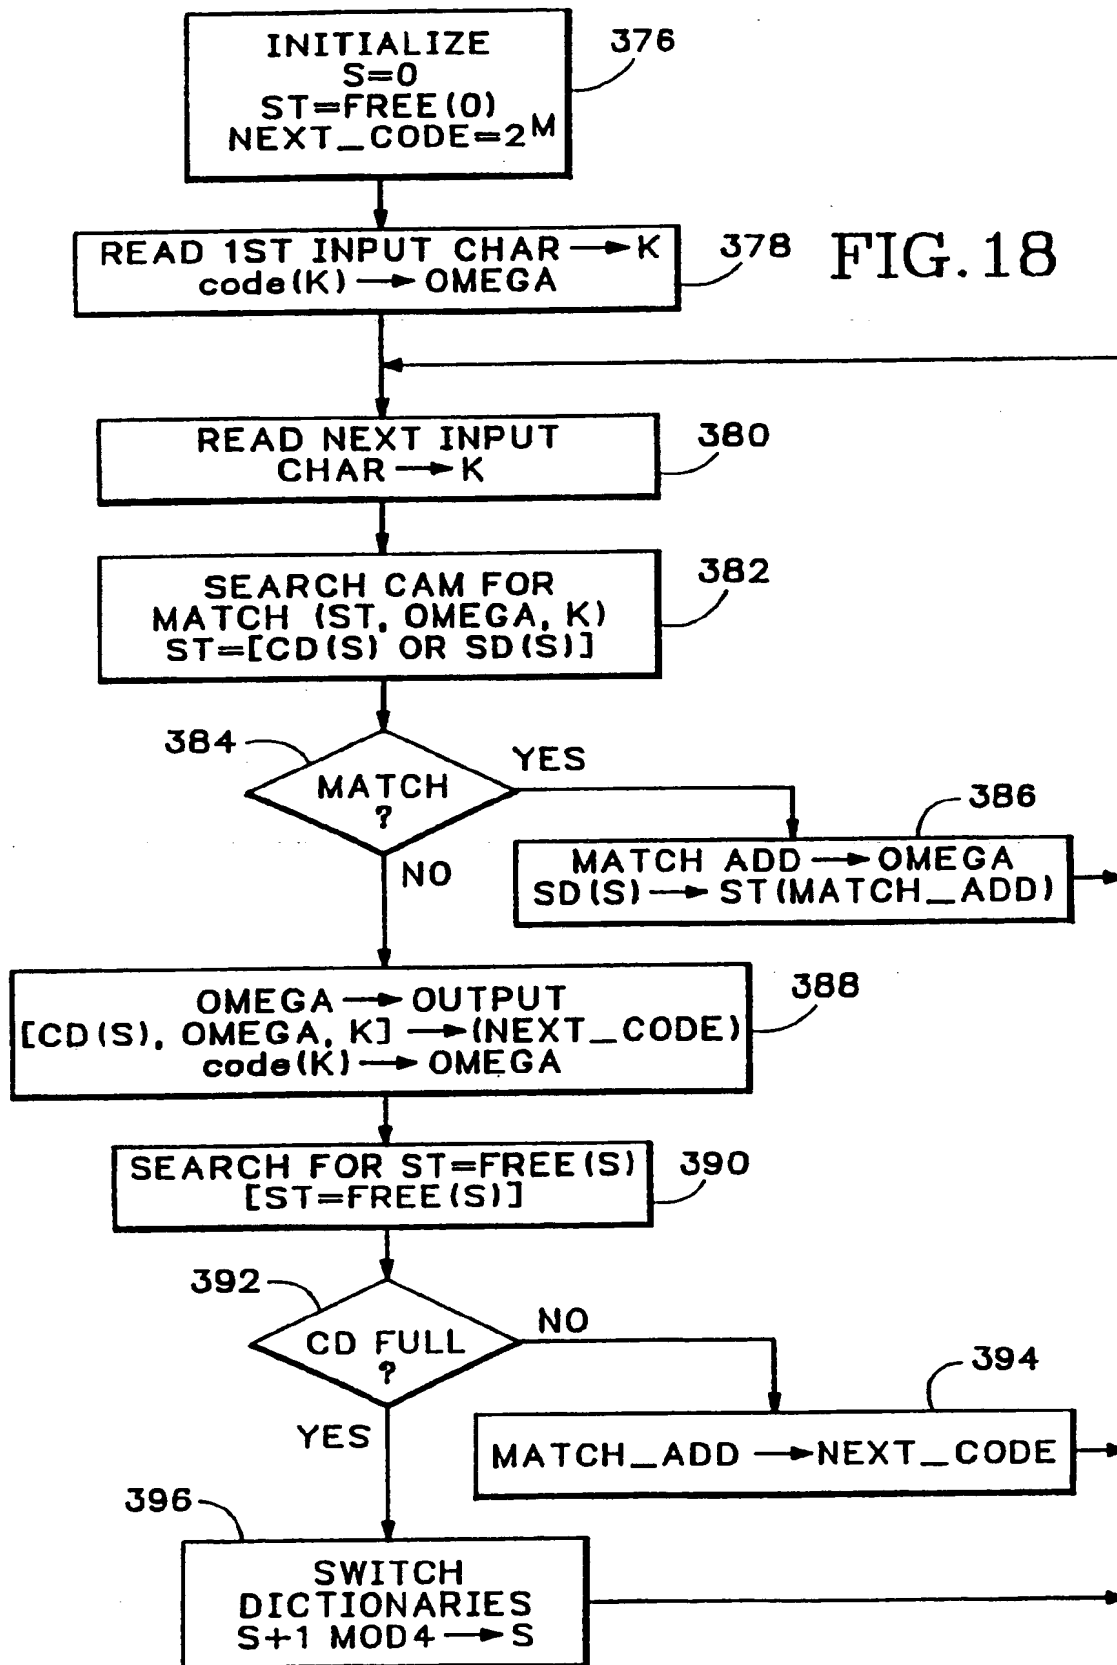 INITIALIZE
S=0
ST=FREE(0)
NEXT_CODE=2^M
376
READ 1ST INPUT CHAR → K
code(K) → OMEGA
378
FIG. 18
READ NEXT INPUT
CHAR → K
380
SEARCH CAM FOR
MATCH (ST, OMEGA, K)
ST=[CD(S) OR SD(S)]
382
384
MATCH
?
YES
NO
386
MATCH ADD → OMEGA
SD(S) → ST(MATCH_ADD)
OMEGA → OUTPUT
[CD(S), OMEGA, K] → (NEXT_CODE)
code(K) → OMEGA
388
SEARCH FOR ST=FREE(S)
[ST=FREE(S)]
390
392
CD FULL
?
NO
YES
394
MATCH_ADD → NEXT_CODE
396
SWITCH
DICTIONARIES
S+1 MOD4 → S